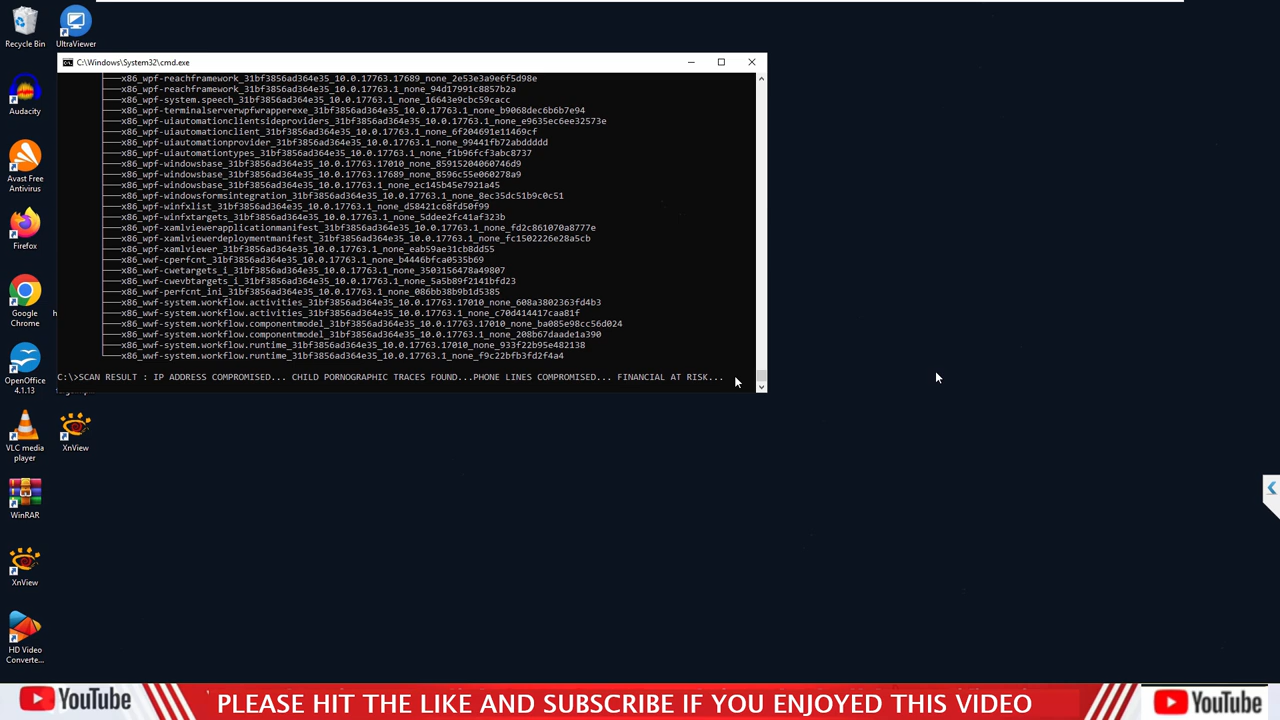 Recycle Bin
UltraViewer
Audacity
Avast Free
Antivirus
Firefox
Google
Chrome
OpenOffice
4.1.13
VLC media
player
XnView
WinRAR
XnView
HD Video
Converte...
C:\Windows\System32\cmd.exe
x86_wpf-reachframework_31bf3856ad364e35_10.0.17763.17689_none_2e53e3a9e6f5d98e
x86_wpf-reachframework_31bf3856ad364e35_10.0.17763.1_none_94d17991c8857b2a
x86_wpf-system.speech_31bf3856ad364e35_10.0.17763.1_none_16643e9cbc59cacc
x86_wpf-terminalserverwpfwrapperexe_31bf3856ad364e35_10.0.17763.1_none_b9068dec6b6b7e94
x86_wpf-uiautomationclientsideproviders_31bf3856ad364e35_10.0.17763.1_none_e9635ec6ee32573e
x86_wpf-uiautomationclient_31bf3856ad364e35_10.0.17763.1_none_6f204691e11469cf
x86_wpf-uiautomationprovider_31bf3856ad364e35_10.0.17763.1_none_99441fb72abddddd
x86_wpf-uiautomationtypes_31bf3856ad364e35_10.0.17763.1_none_f1b96fcf3abc8737
x86_wpf-windowsbase_31bf3856ad364e35_10.0.17763.17010_none_85915204060746d9
x86_wpf-windowsbase_31bf3856ad364e35_10.0.17763.17689_none_8596c55e060278a9
x86_wpf-windowsbase_31bf3856ad364e35_10.0.17763.1_none_ec145b45e7921a45
x86_wpf-windowsformsintegration_31bf3856ad364e35_10.0.17763.1_none_8ec35dc51b9c0c51
x86_wpf-winfxlist_31bf3856ad364e35_10.0.17763.1_none_d58421c68fd50f99
x86_wpf-winfxtargets_31bf3856ad364e35_10.0.17763.1_none_5ddee2fc41af323b
x86_wpf-xamlviewerapplicationmanifest_31bf3856ad364e35_10.0.17763.1_none_fd2c861070a8777e
x86_wpf-xamlviewerdeploymentmanifest_31bf3856ad364e35_10.0.17763.1_none_fc1502226e28a5cb
x86_wpf-xamlviewer_31bf3856ad364e35_10.0.17763.1_none_eab59ae31cb8dd55
x86_wwf-cperfcnt_31bf3856ad364e35_10.0.17763.1_none_b4446bfca0535b69
x86_wwf-cwetargets_i_31bf3856ad364e35_10.0.17763.1_none_3503156478a49807
x86_wwf-cwevbtargets_i_31bf3856ad364e35_10.0.17763.1_none_5a5b89f2141bfd23
x86_wwf-perfcnt_ini_31bf3856ad364e35_10.0.17763.1_none_086bb38b9b1d5385
x86_wwf-system.workflow.activities_31bf3856ad364e35_10.0.17763.17010_none_608a3802363fd4b3
x86_wwf-system.workflow.activities_31bf3856ad364e35_10.0.17763.1_none_c70d414417caa81f
x86_wwf-system.workflow.componentmodel_31bf3856ad364e35_10.0.17763.17010_none_ba085e98cc56d024
x86_wwf-system.workflow.componentmodel_31bf3856ad364e35_10.0.17763.1_none_208b67daade1a390
x86_wwf-system.workflow.runtime_31bf3856ad364e35_10.0.17763.17010_none_933f22b95e482138
x86_wwf-system.workflow.runtime_31bf3856ad364e35_10.0.17763.1_none_f9c22bfb3fd2f4a4
C:\>SCAN RESULT : IP ADDRESS COMPROMISED... CHILD PORNOGRAPHIC TRACES FOUND...PHONE LINES COMPROMISED... FINANCIAL AT RISK...
YouTube
PLEASE HIT THE LIKE AND SUBSCRIBE IF YOU ENJOYED THIS VIDEO
YouTube